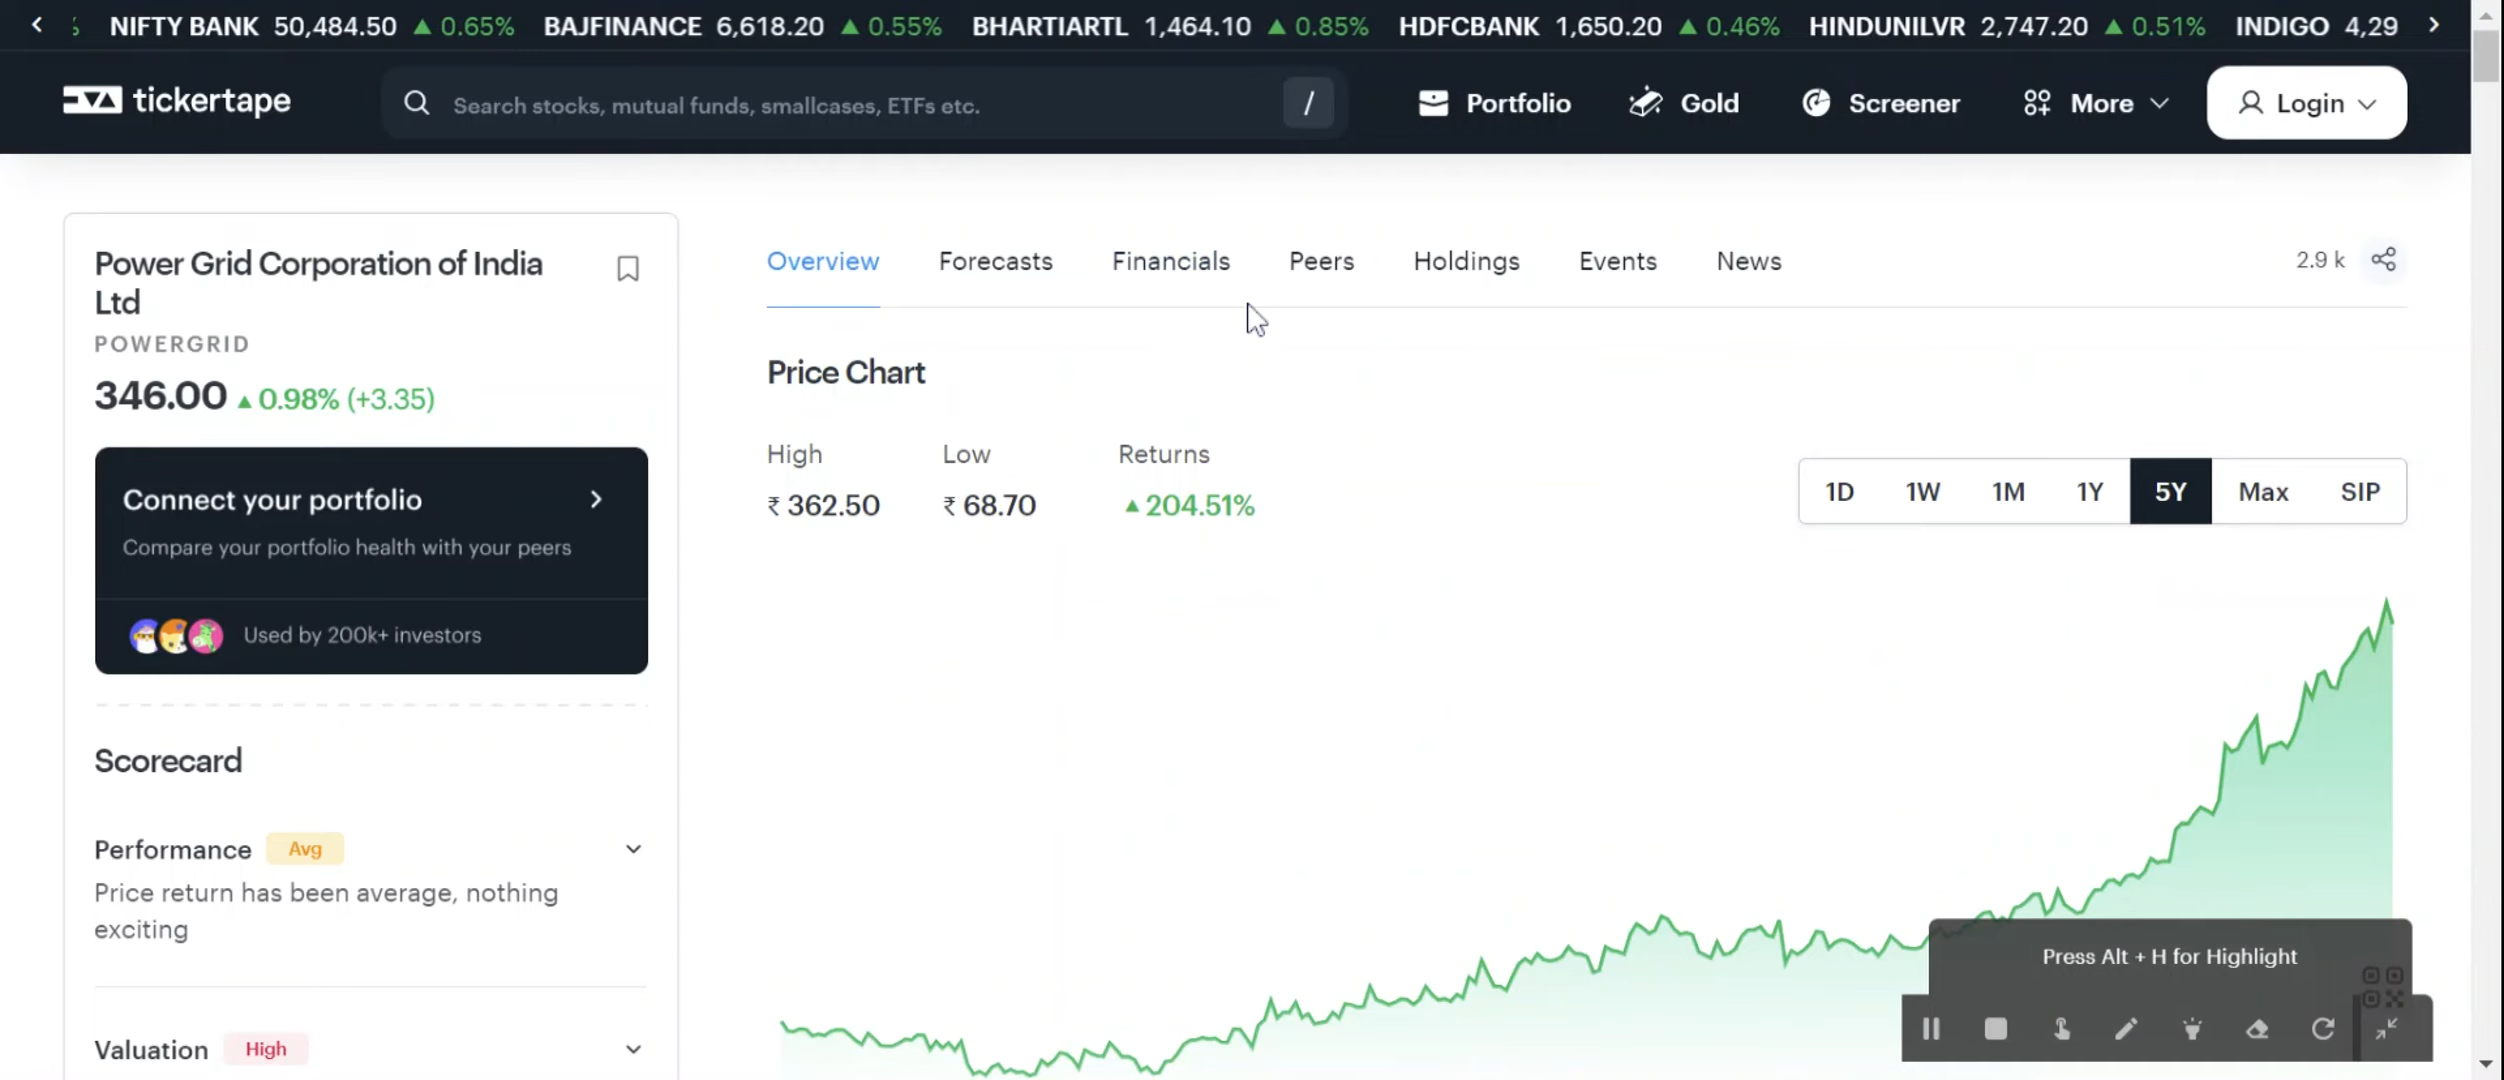 NIFTY BANK 50,484.50 ▲ 0.65% BAJFINANCE 6,618.20 ▲ 0.55% BHARTIARTL 1,464.10 ▲ 0.85% HDFCBANK 1,650.20 ▲ 0.46% HINDUNILVR 2,747.20 ▲ 0.51% INDIGO 4,29
tickertape
Search stocks, mutual funds, smallcases, ETFs etc. /
Portfolio Gold Screener More Login
Power Grid Corporation of India
Ltd
POWERGRID
346.00 ▲ 0.98% (+3.35)
Connect your portfolio
Compare your portfolio health with your peers
Used by 200k+ investors
Scorecard
Performance Avg
Price return has been average, nothing
exciting
Valuation High
Overview Forecasts Financials Peers Holdings Events News 2.9 k
Price Chart
High Low Returns
₹ 362.50 ₹ 68.70 ▲ 204.51%
1D 1W 1M 1Y 5Y Max SIP
Press Alt + H for Highlight